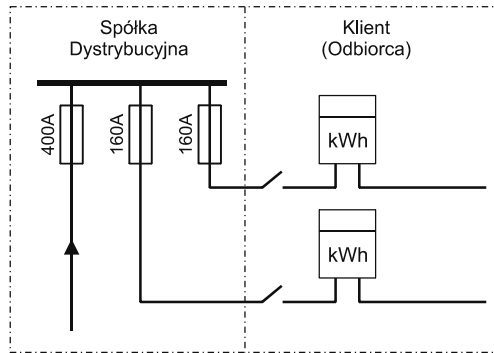 Spółka
Dystrybucyjna
Klient
(Odbiorca)
400A
160A
160A
kWh
kWh